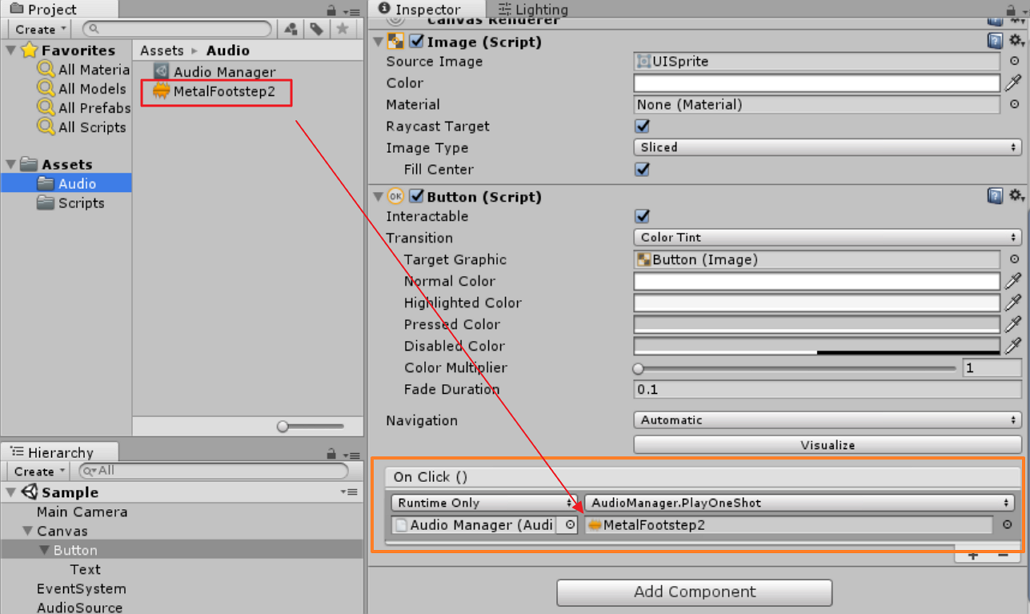 Project
Create
Favorites
All Materia
All Models
All Prefabs
All Scripts
Assets
Audio
Scripts
Assets Audio
Audio Manager
MetalFootstep2
Hierarchy
Create All
Sample
Main Camera
Canvas
Button
Text
EventSystem
AudioSource
Inspector Lighting
Canvas Renderer
Image (Script)
Source Image UISprite
Color
Material None (Material)
Raycast Target
Image Type Sliced
Fill Center
OK Button (Script)
Interactable
Transition Color Tint
Target Graphic Button (Image)
Normal Color
Highlighted Color
Pressed Color
Disabled Color
Color Multiplier 1
Fade Duration 0.1
Navigation Automatic
Visualize
On Click ()
Runtime Only AudioManager.PlayOneShot
Audio Manager (Audi MetalFootstep2
Add Component